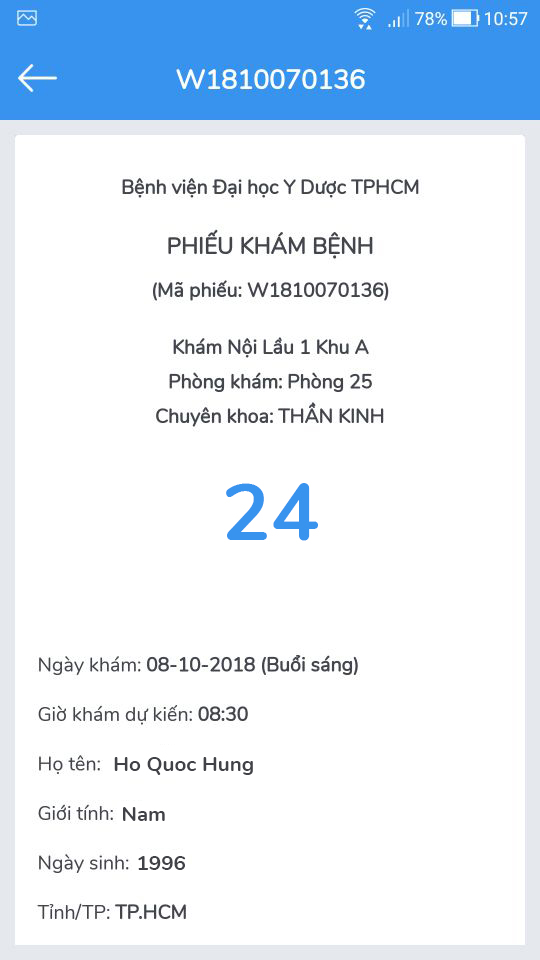 78% 10:57
W1810070136
Bệnh viện Đại học Y Dược TPHCM
PHIẾU KHÁM BỆNH
(Mã phiếu: W1810070136)
Khám Nội Lầu 1 Khu A
Phòng khám: Phòng 25
Chuyên khoa: THẦN KINH
24
Ngày khám: 08-10-2018 (Buổi sáng)
Giờ khám dự kiến: 08:30
Họ tên: Ho Quoc Hung
Giới tính: Nam
Ngày sinh: 1996
Tỉnh/TP: TP.HCM